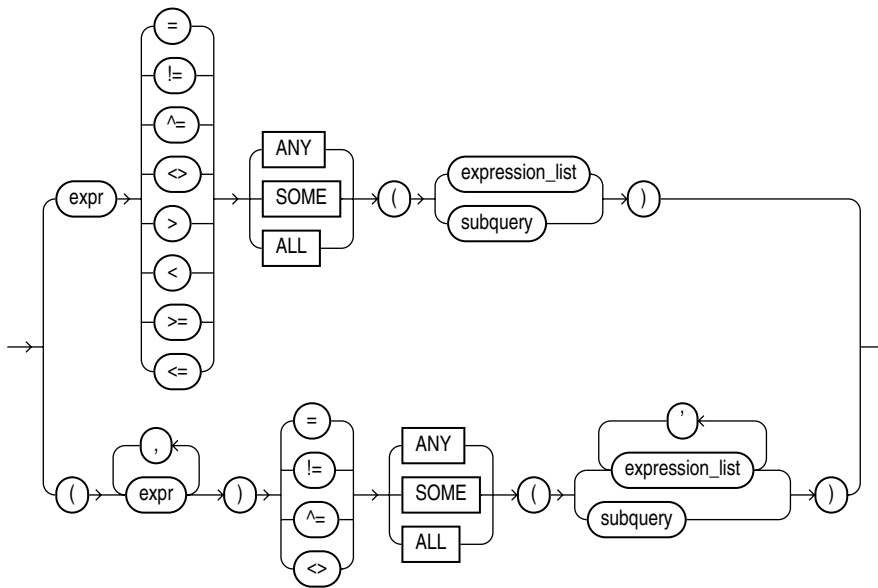 =
!=
^=
<>
>
<
>=
<=
expr
ANY
SOME
ALL
(
expression_list
subquery
)
(
,
expr
)
=
!=
^=
<>
ANY
SOME
ALL
(
,
expression_list
subquery
)